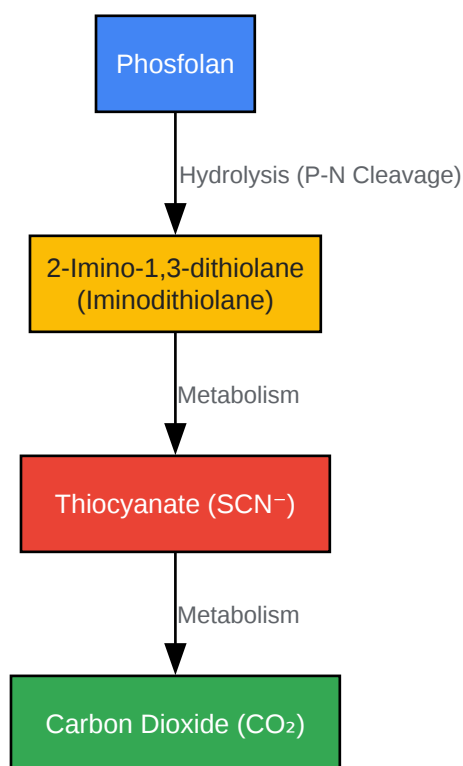 Phosfolan
Hydrolysis (P-N Cleavage)
2-Imino-1,3-dithiolane
(Iminodithiolane)
Metabolism
Thiocyanate (SCN⁻)
Metabolism
Carbon Dioxide (CO₂)